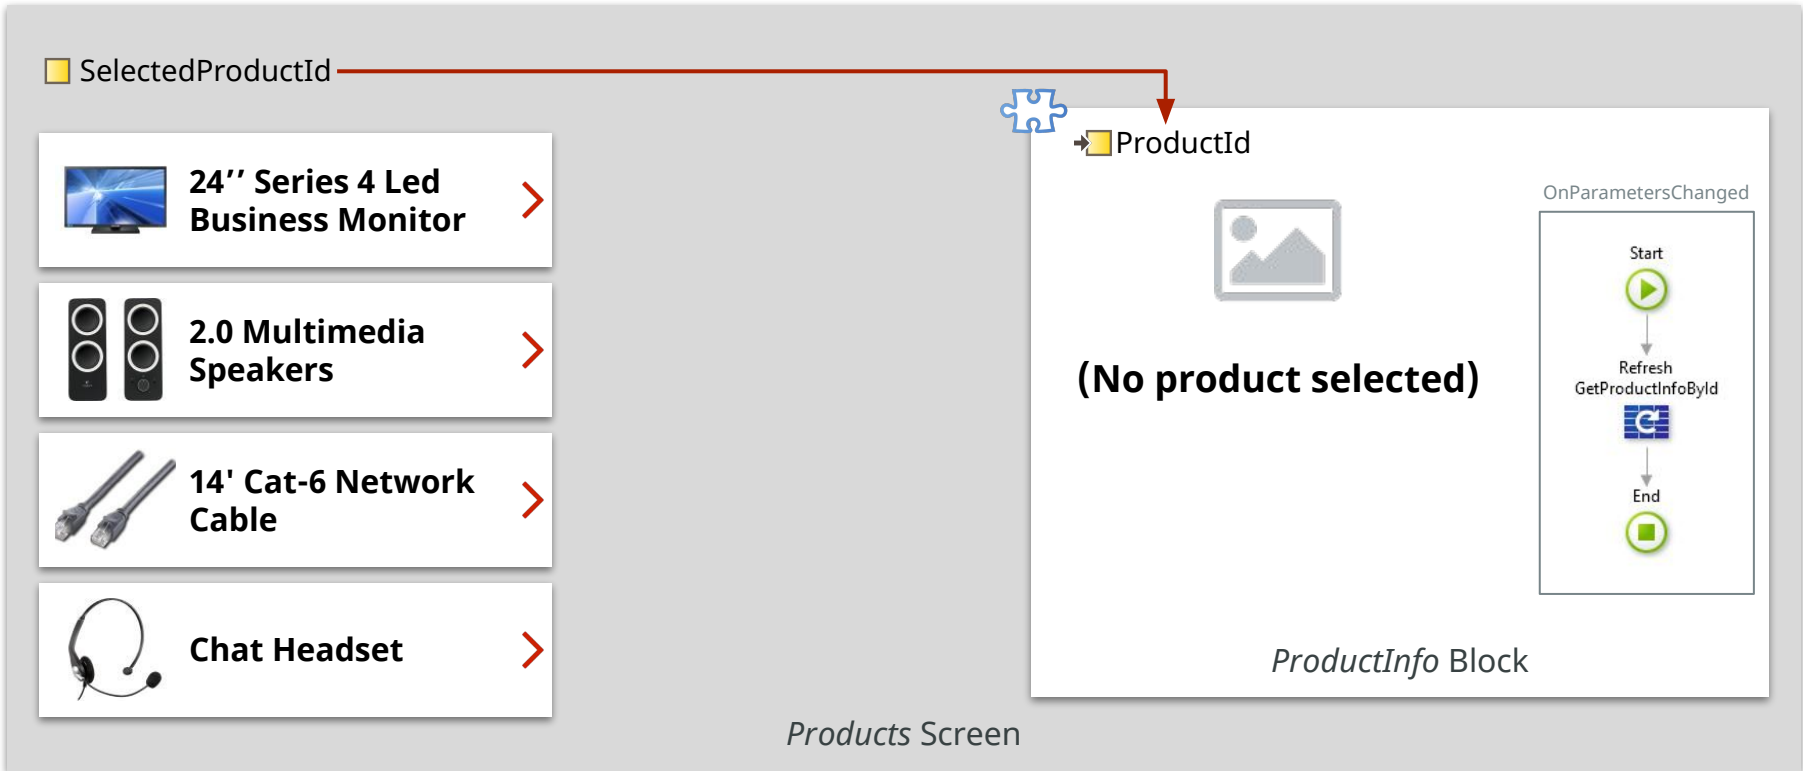 SelectedProductId
24’’ Series 4 Led
Business Monitor
2.0 Multimedia
Speakers
14' Cat-6 Network
Cable
Chat Headset
ProductId
(No product selected)
OnParametersChanged
Start
Refresh
GetProductInfoById
End
ProductInfo Block
Products Screen